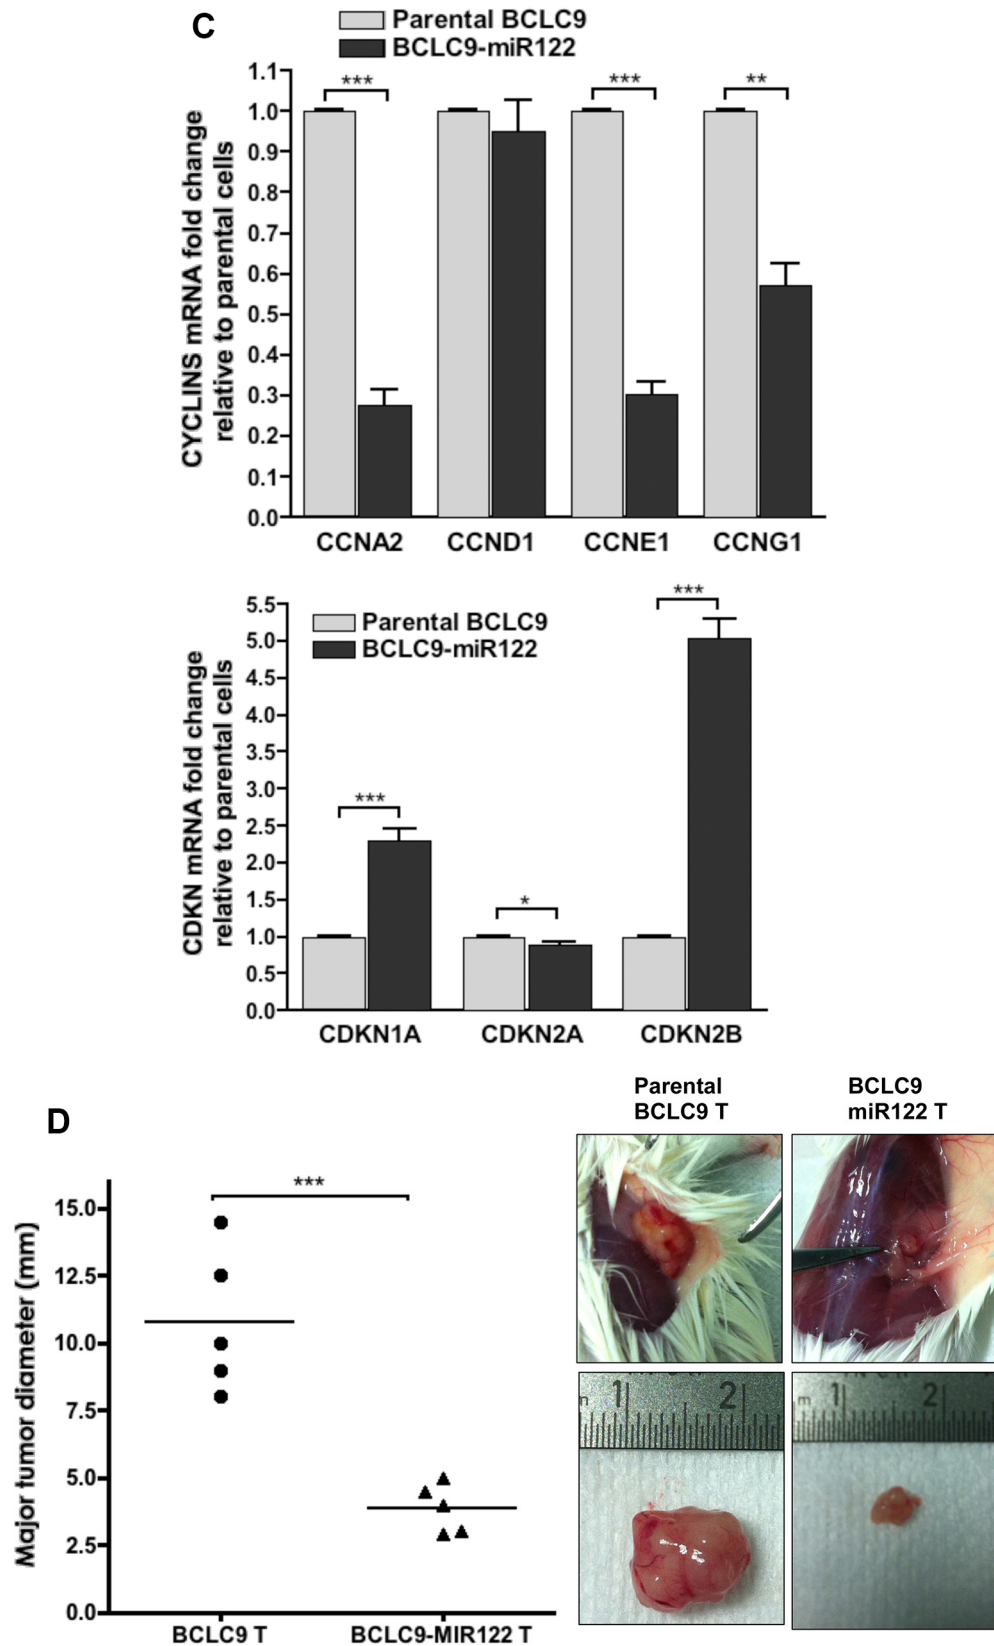 C
Parental BCLC9
BCLC9-miR122
CYCLINS mRNA fold change
relative to parental cells
1.1
1.0
0.9
0.8
0.7
0.6
0.5
0.4
0.3
0.2
0.1
0.0
***
***
**
CCNA2
CCND1
CCNE1
CCNG1
Parental BCLC9
BCLC9-miR122
CDKN mRNA fold change
relative to parental cells
5.5
5.0
4.5
4.0
3.5
3.0
2.5
2.0
1.5
1.0
0.5
0.0
***
*
***
CDKN1A
CDKN2A
CDKN2B
D
Major tumor diameter (mm)
15.0
12.5
10.0
7.5
5.0
2.5
0.0
***
BCLC9 T
BCLC9-MIR122 T
Parental
BCLC9 T
BCLC9
miR122 T
1
2
m
1
2